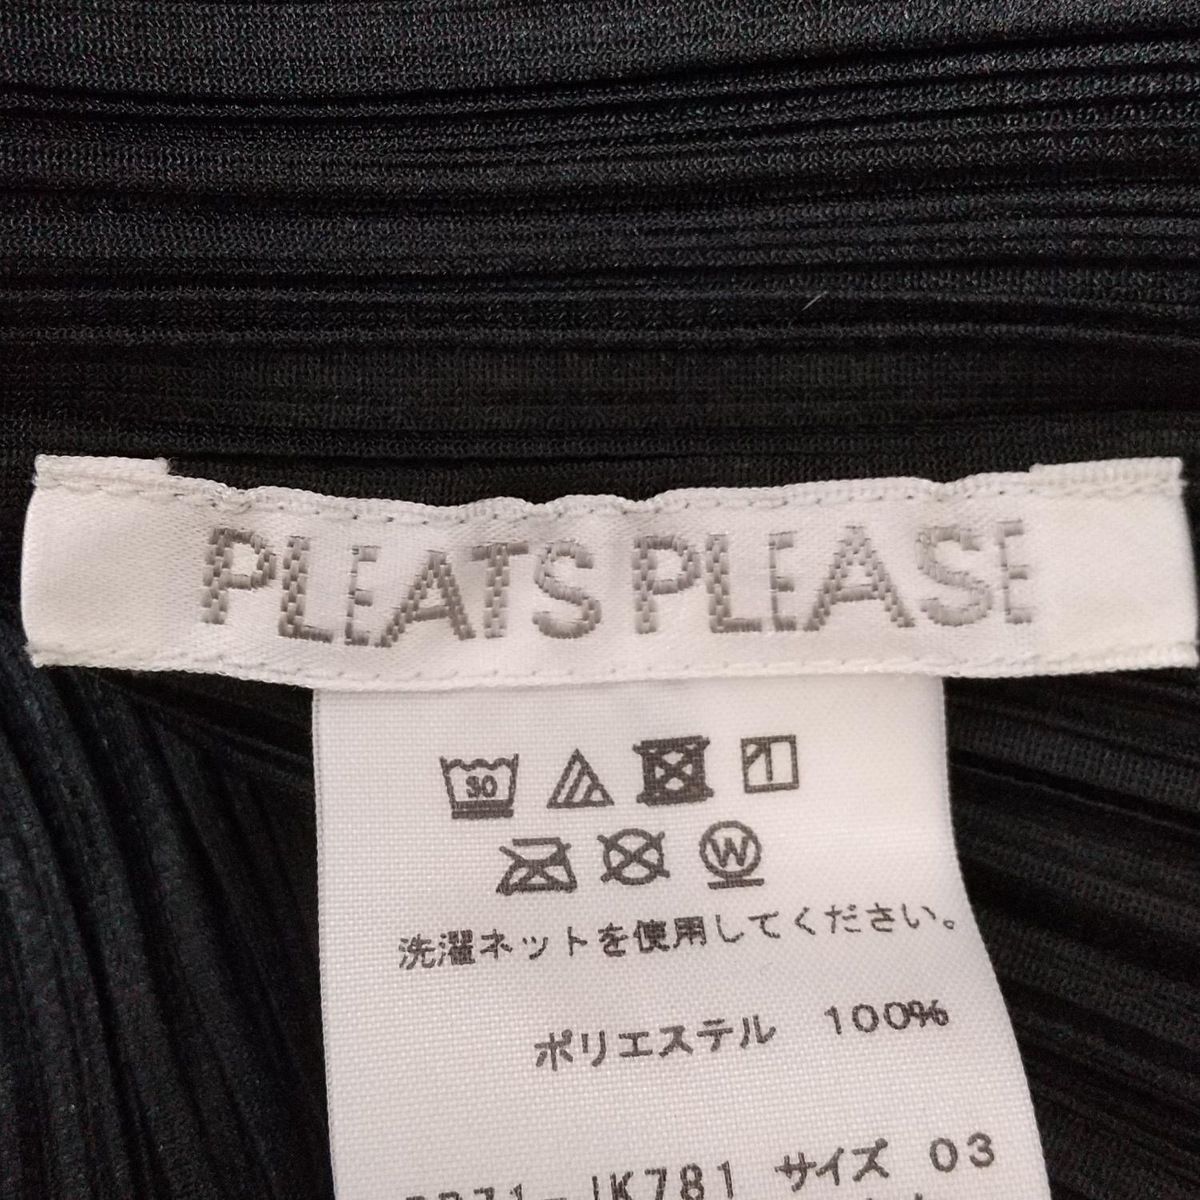 PLEATS PLEASE
30
W
洗濯ネットを使用してください。
ポリエステル 100%
JK781 サイズ 03